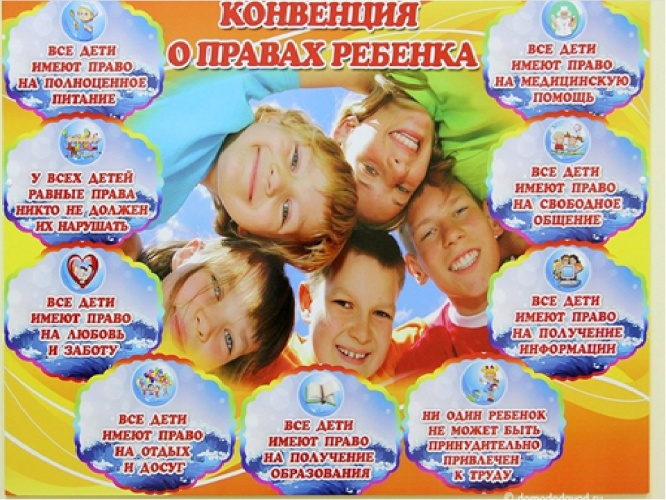 КОНВЕНЦИЯ
О ПРАВАХ РЕБЕНКА
ВСЕ ДЕТИ
ИМЕЮТ ПРАВО
НА ПОЛНОЦЕННОЕ
ПИТАНИЕ
ВСЕ ДЕТИ
ИМЕЮТ ПРАВО
НА МЕДИЦИНСКУЮ
ПОМОЩЬ
У ВСЕХ ДЕТЕЙ
РАВНЫЕ ПРАВА
НИКТО НЕ ДОЛЖЕН
ИХ НАРУШАТЬ
ВСЕ ДЕТИ
ИМЕЮТ ПРАВО
НА СВОБОДНОЕ
ОБЩЕНИЕ
ВСЕ ДЕТИ
ИМЕЮТ ПРАВО
НА ЛЮБОВЬ
И ЗАБОТУ
ВСЕ ДЕТИ
ИМЕЮТ ПРАВО
НА ПОЛУЧЕНИЕ
ИНФОРМАЦИИ
ВСЕ ДЕТИ
ИМЕЮТ ПРАВО
НА ОТДЫХ
И ДОСУГ
ВСЕ ДЕТИ
ИМЕЮТ ПРАВО
НА ПОЛУЧЕНИЕ
ОБРАЗОВАНИЯ
НИ ОДИН РЕБЕНОК
НЕ МОЖЕТ БЫТЬ
ПРИНУДИТЕЛЬНО
ПРИВЛЕЧЕН
К ТРУДУ